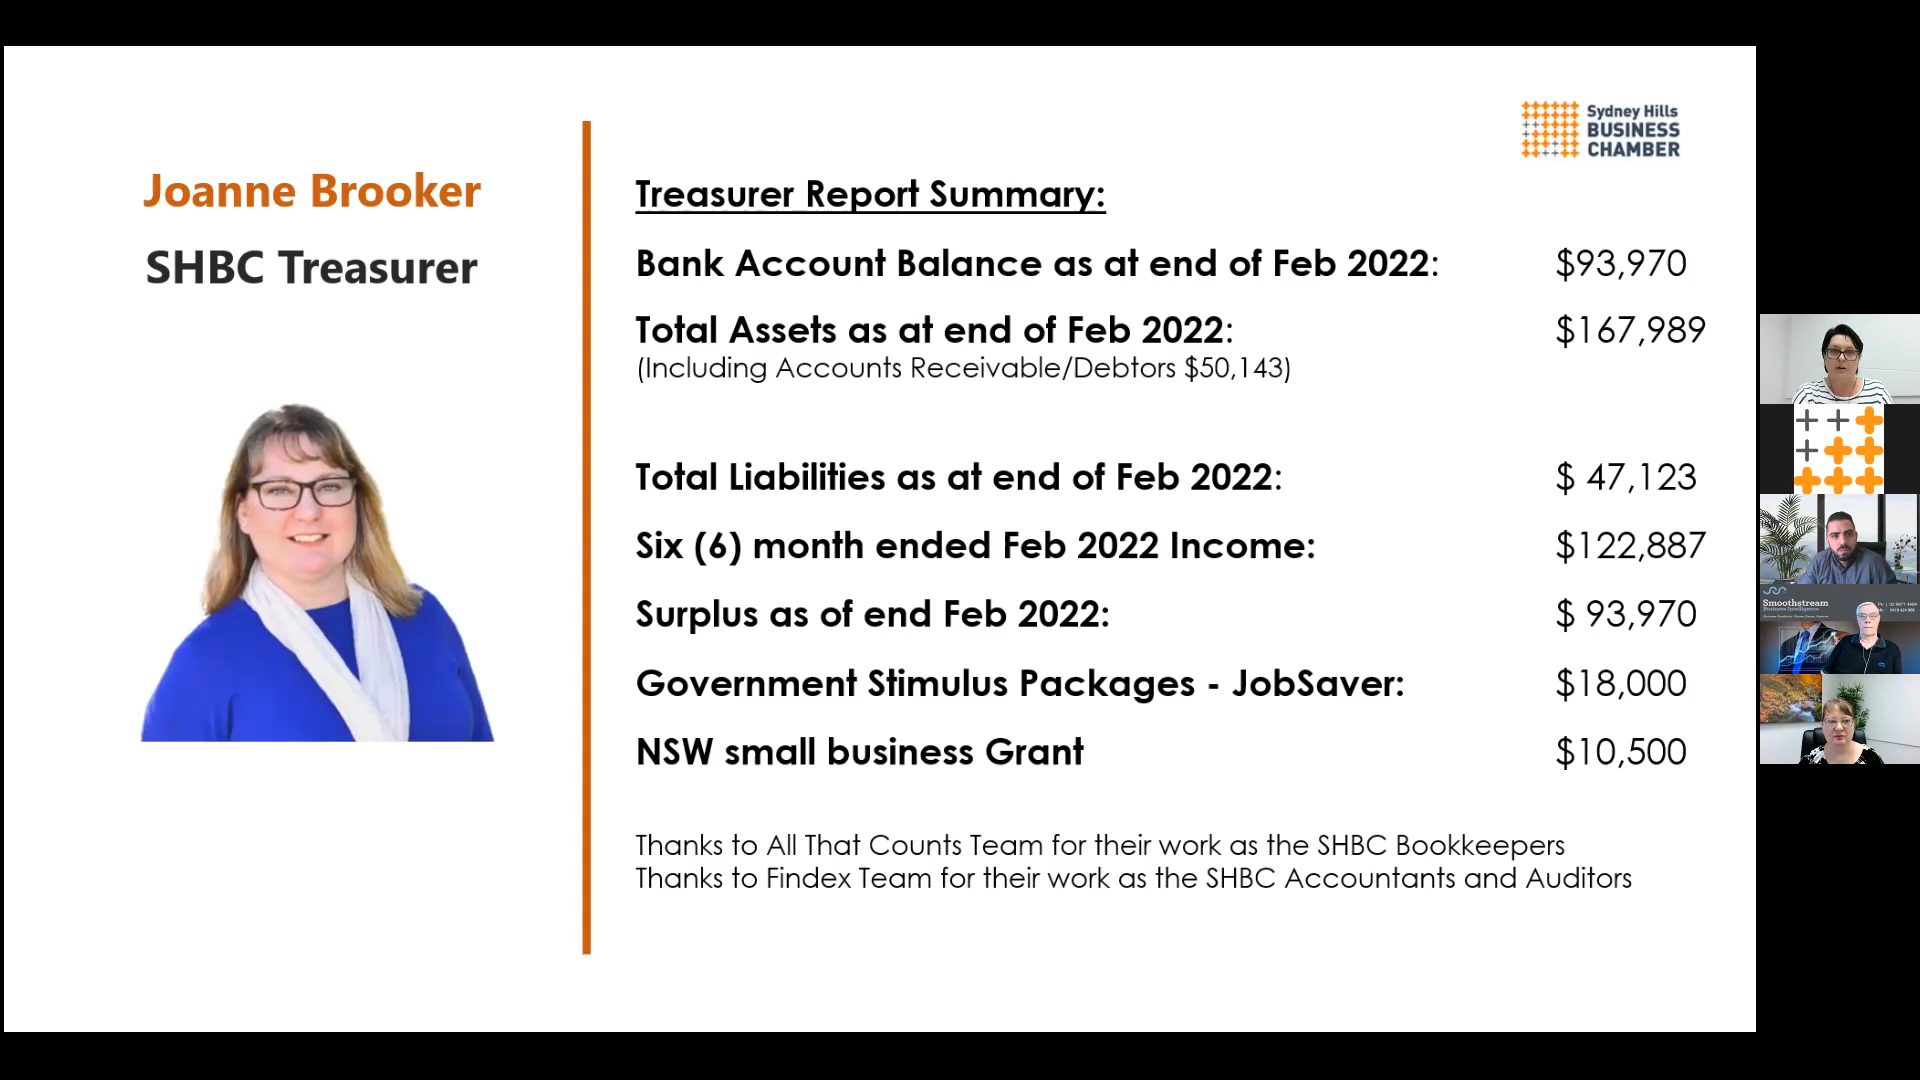 Joanne Brooker
SHBC Treasurer
Sydney Hills
BUSINESS
CHAMBER
Treasurer Report Summary:
Bank Account Balance as at end of Feb 2022: $93,970
Total Assets as at end of Feb 2022: $167,989
(Including Accounts Receivable/Debtors $50,143)
Total Liabilities as at end of Feb 2022: $ 47,123
Six (6) month ended Feb 2022 Income: $122,887
Surplus as of end Feb 2022: $ 93,970
Government Stimulus Packages - JobSaver: $18,000
NSW small business Grant $10,500
Thanks to All That Counts Team for their work as the SHBC Bookkeepers
Thanks to Findex Team for their work as the SHBC Accountants and Auditors
Smoothstream
Business Intelligence